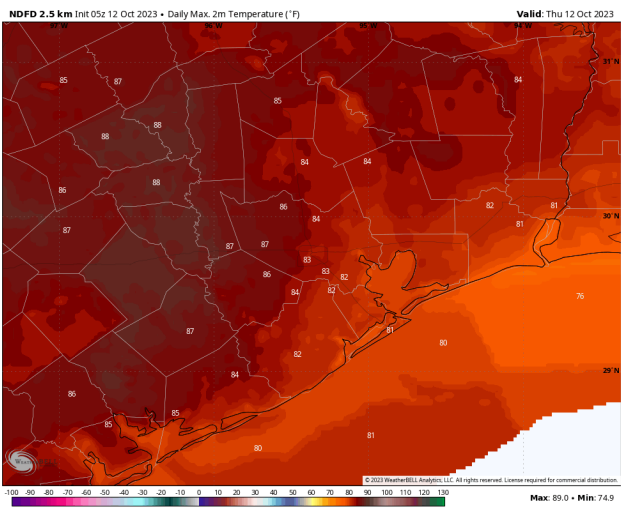 NDFD 2.5 km Init 05z 12 Oct 2023 • Daily Max. 2m Temperature (°F)
Valid: Thu 12 Oct 2023
97°W 96°W 95°W 94°W
31°N
85 87 84
85
88
88
84 84
88
86
86 82 81
84 81
30°N
87
87 87
83
86 83 82
84 82
76
87 81
80
82
29°N
84
86
85
85
81
80
© 2023 WeatherBELL Analytics, LLC. All rights reserved. License required for commercial distribution.
-100 -90 -80 -70 -60 -50 -40 -30 -20 -10 0 10 20 30 40 50 60 70 80 90 100 110 120 130
Max: 89.0 • Min: 74.9